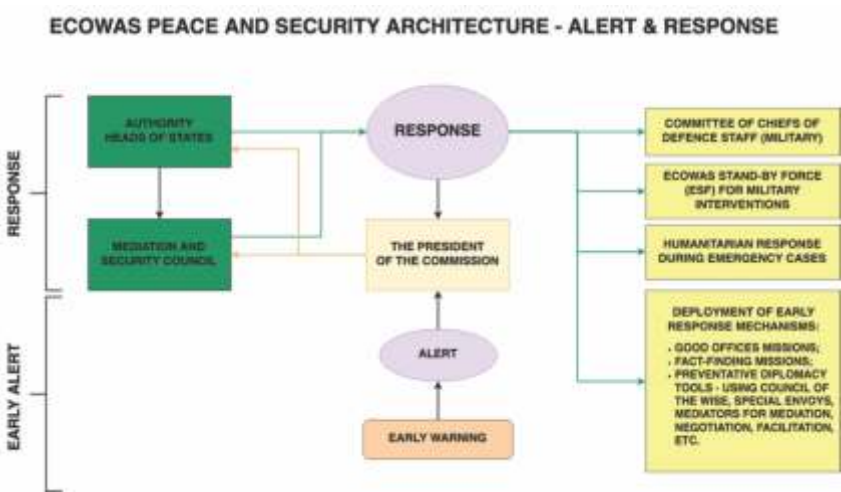 ECOWAS PEACE AND SECURITY ARCHITECTURE - ALERT & RESPONSE
RESPONSE
AUTHORITY
HEADS OF STATES
MEDIATION AND
SECURITY COUNCIL
RESPONSE
THE PRESIDENT
OF THE COMMISSION
COMMITTEE OF CHIEFS OF
DEFENCE STAFF (MILITARY)
ECOWAS STAND-BY FORCE
(ESF) FOR MILITARY
INTERVENTIONS
HUMANITARIAN RESPONSE
DURING EMERGENCY CASES
DEPLOYMENT OF EARLY
RESPONSE MECHANISMS:
. GOOD OFFICES MISSIONS;
. FACT-FINDING MISSIONS;
. PREVENTATIVE DIPLOMACY
TOOLS - USING COUNCIL OF
THE WISE, SPECIAL ENVOYS,
MEDIATORS FOR MEDIATION,
NEGOTIATION, FACILITATION,
ETC.
EARLY ALERT
ALERT
EARLY WARNING